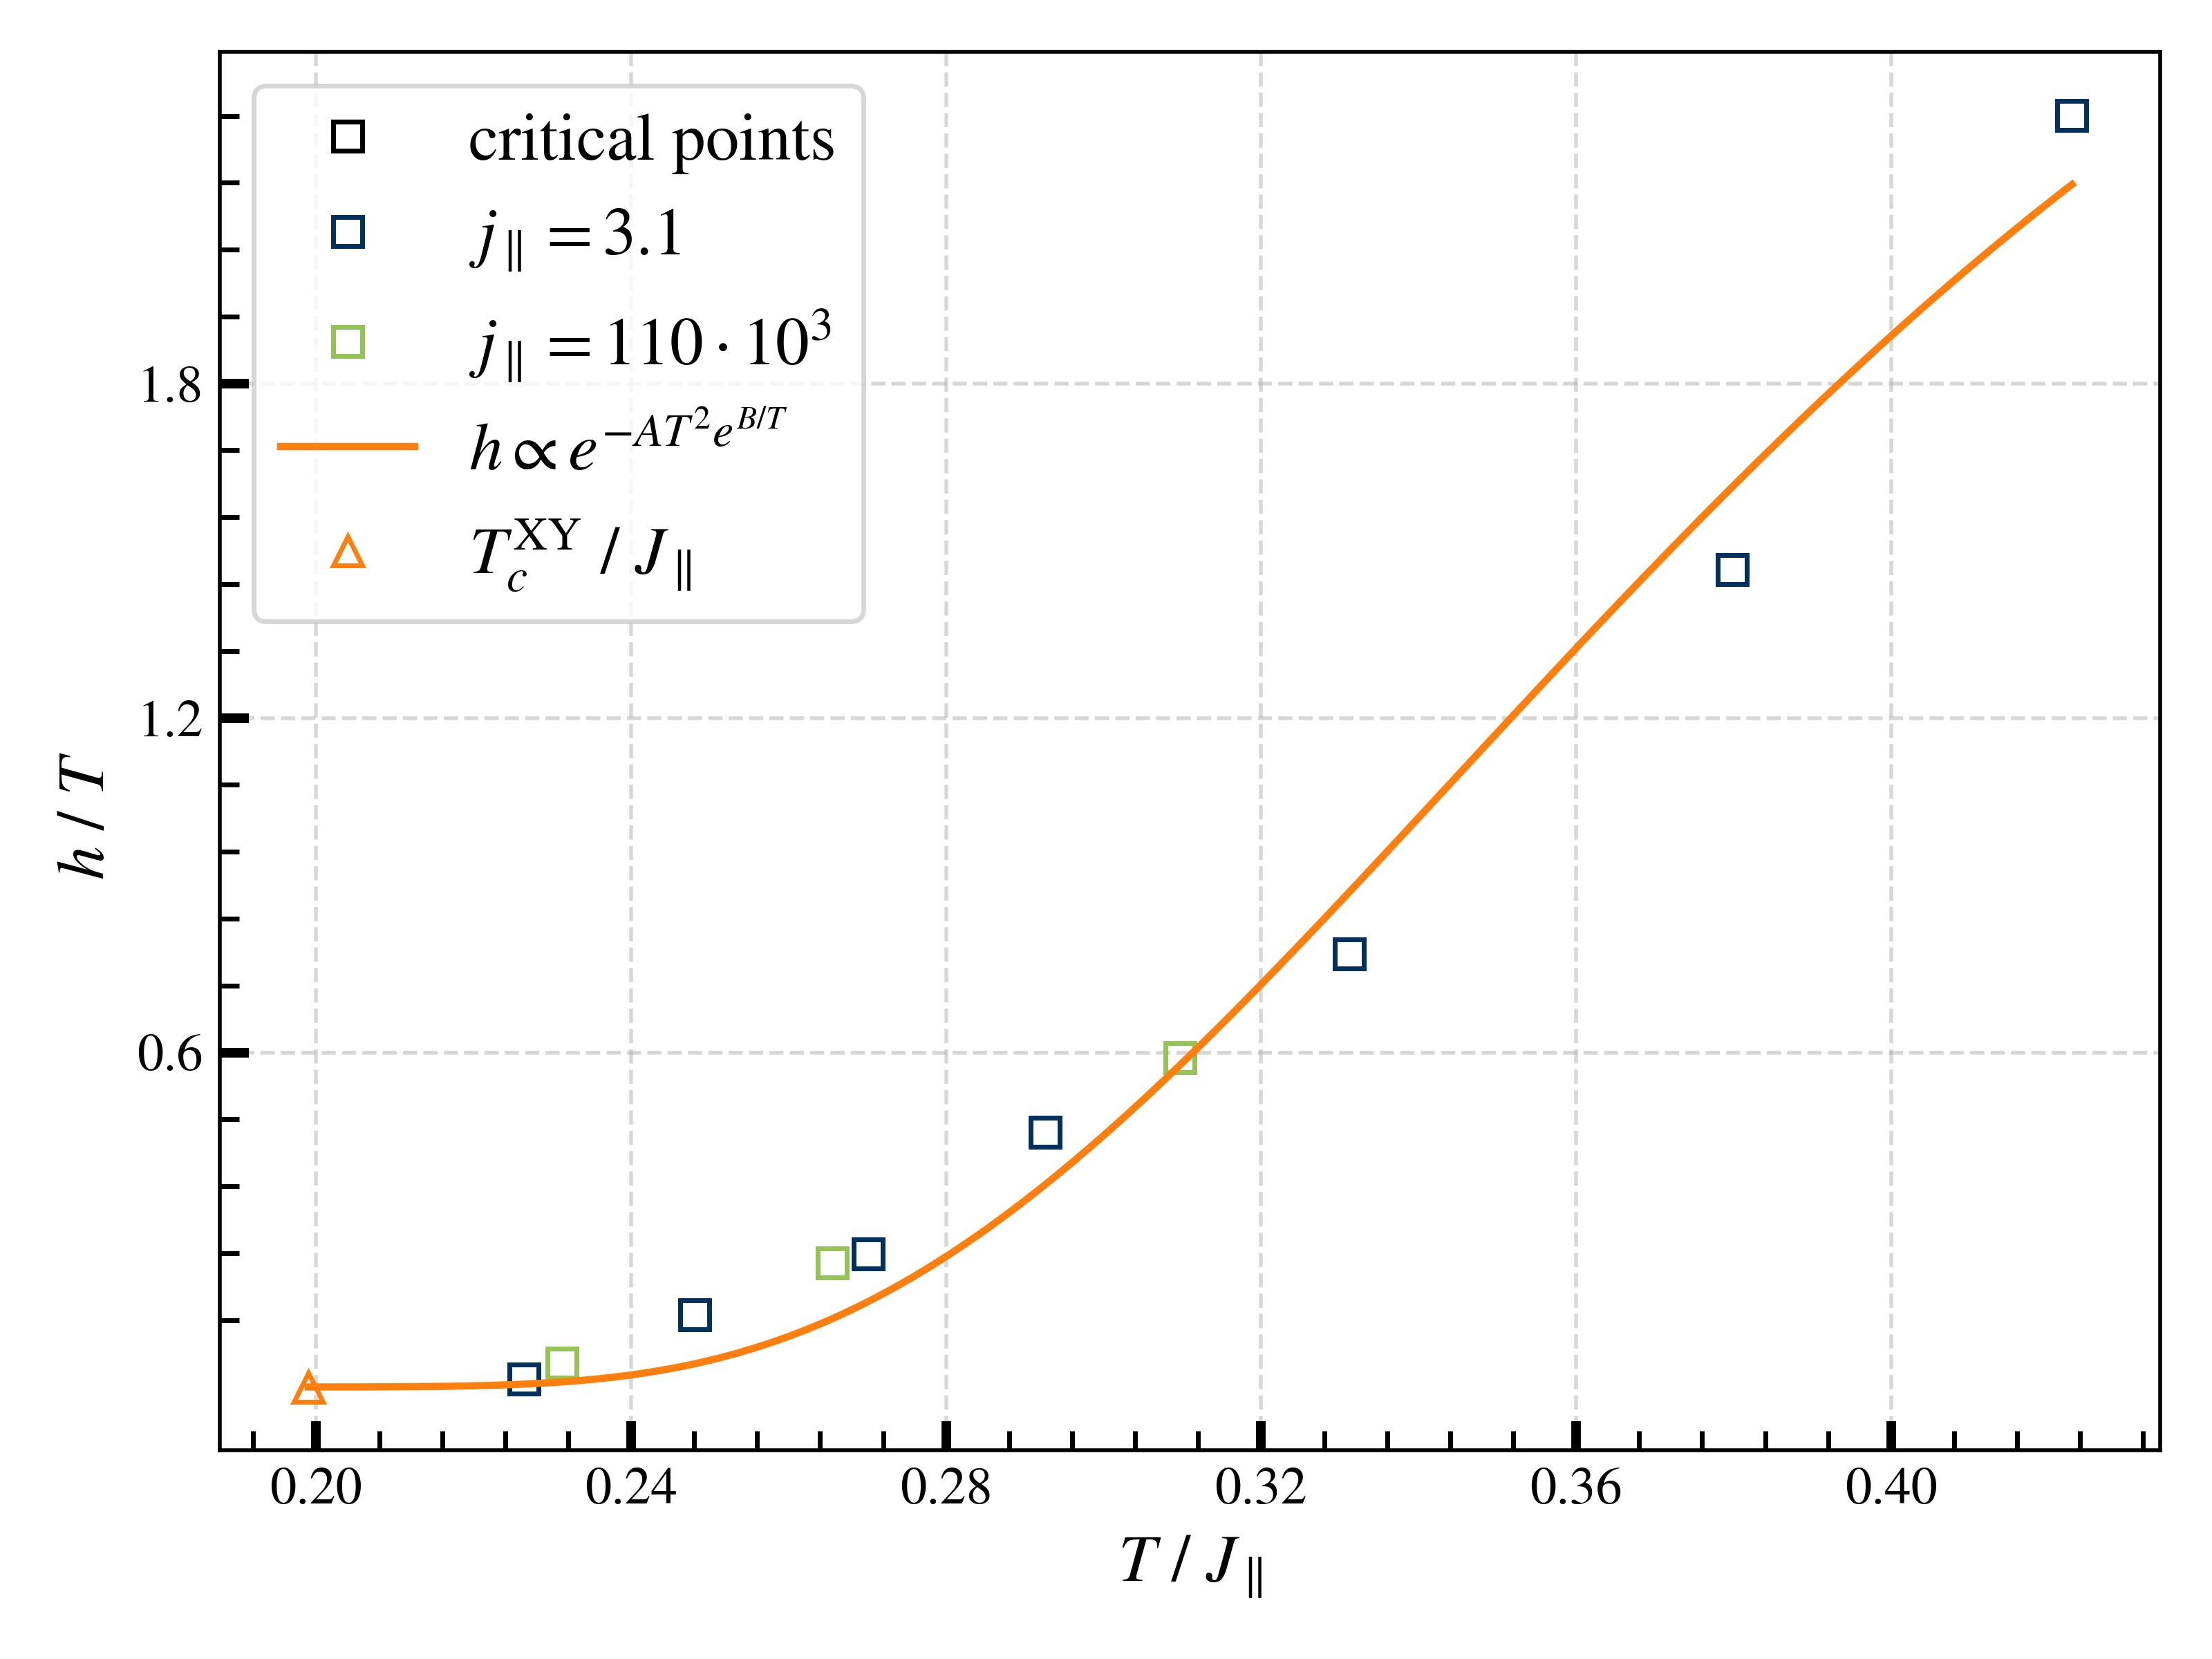 critical points
j∥ = 3.1
j∥ = 110 · 10³
h ∝ e^{−AT² e^{B/T}}
T_c^{XY} / J∥
1.8
1.2
0.6
h / T
0.20 0.24 0.28 0.32 0.36 0.40
T / J∥